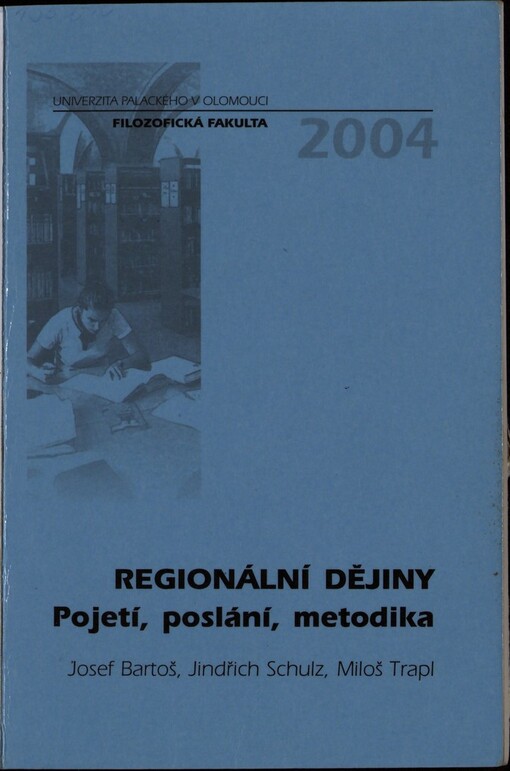 UNIVERZITA PALACKÉHO V OLOMOUCI
FILOZOFICKÁ FAKULTA
2004
REGIONÁLNÍ DĚJINY
Pojetí, poslání, metodika
Josef Bartoš, Jindřich Schulz, Miloš Trapl